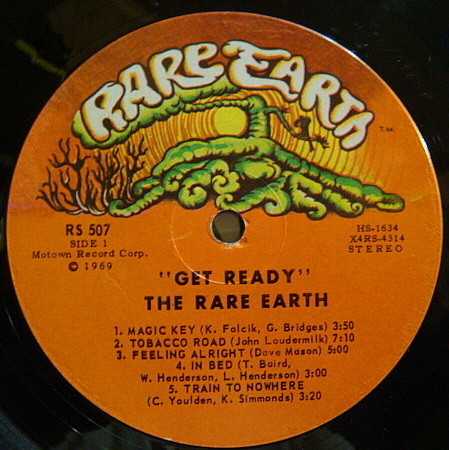 RARE EARTH
T.M.
RS 507
SIDE 1
Motown Record Corp.
© 1969
HS-1634
X4RS-4314
STEREO
"GET READY"
THE RARE EARTH
1. MAGIC KEY (K. Folcik, G. Bridges) 3:50
2. TOBACCO ROAD (John Loudermilk) 7:10
3. FEELING ALRIGHT (Dave Mason) 5:00
4. IN BED (T. Baird,
W. Henderson, L. Henderson) 3:00
5. TRAIN TO NOWHERE
(C. Youlden, K. Simmonds) 3:20